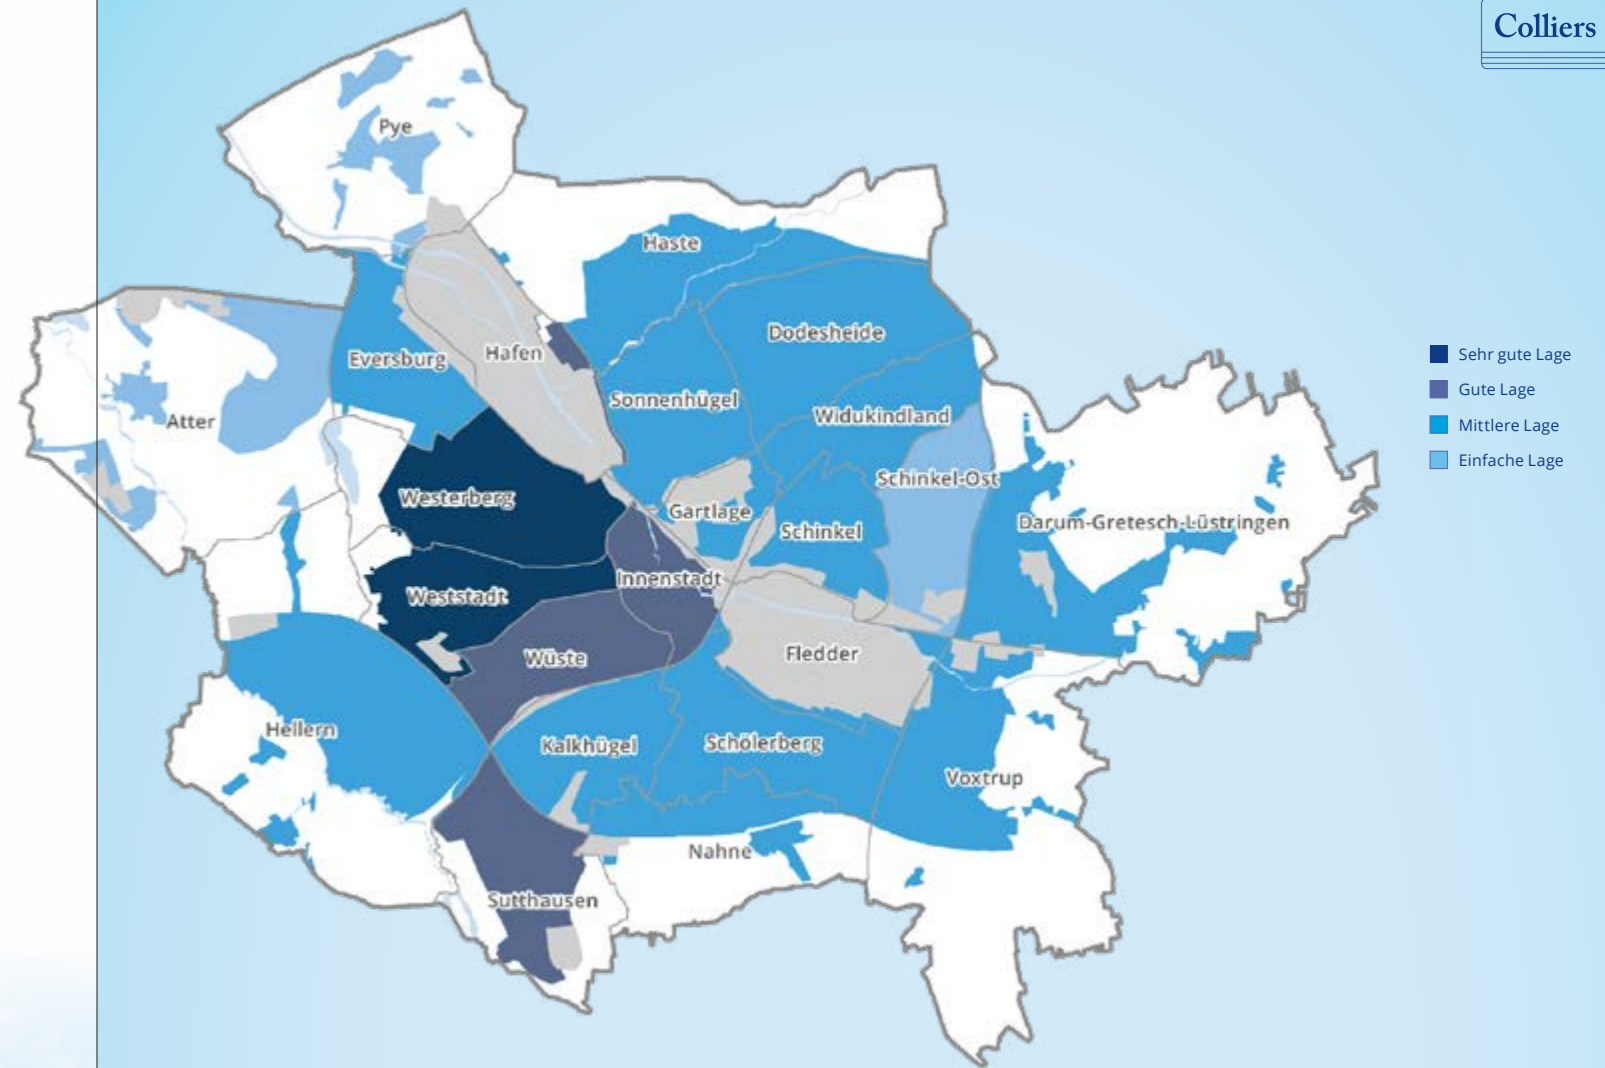 Colliers
Pye
Haste
Dodesheide
Hafen
Eversburg
Sonnenhügel
Widukindland
Atter
Schinkel-Ost
Westerberg
Gartlage
Schinkel
Darum-Gretesch-Lüstringen
Innenstadt
Weststadt
Wüste
Fledder
Hellern
Kalkhügel
Schölerberg
Voxtrup
Nahne
Sutthausen
Sehr gute Lage
Gute Lage
Mittlere Lage
Einfache Lage